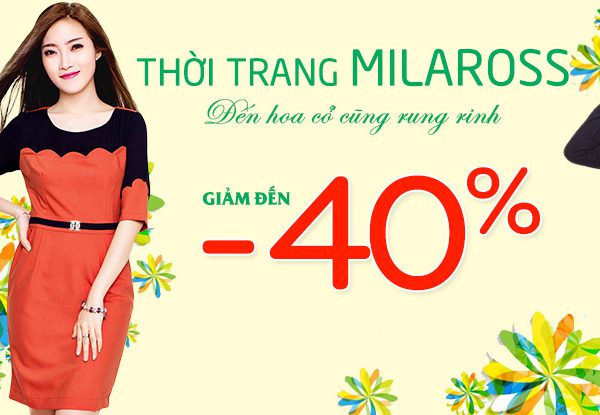 THỜI TRANG MILAROSS
Đến hoa cỏ cũng rung rinh
GIẢM ĐẾN
-40%